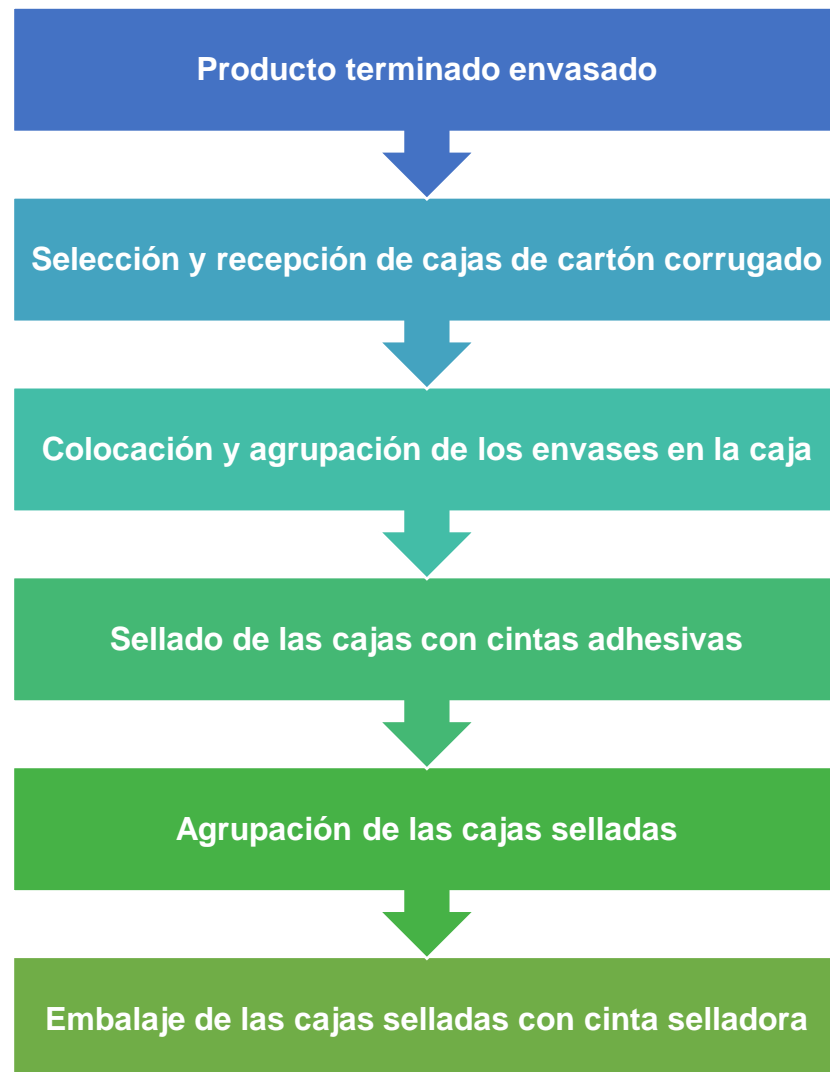 Producto terminado envasado
Selección y recepción de cajas de cartón corrugado
Colocación y agrupación de los envases en la caja
Sellado de las cajas con cintas adhesivas
Agrupación de las cajas selladas
Embalaje de las cajas selladas con cinta selladora